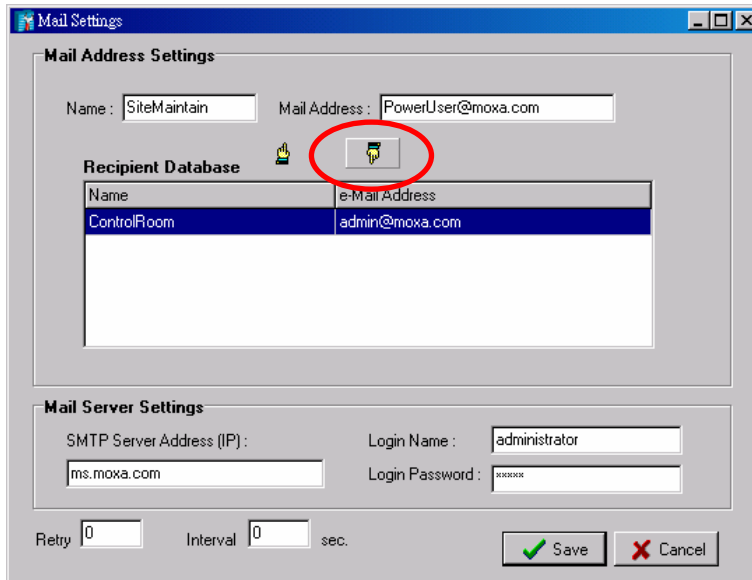 Mail Settings
Mail Address Settings
Name : SiteMaintain Mail Address : PowerUser@moxa.com
Recipient Database
Name e-Mail Address
ControlRoom admin@moxa.com
Mail Server Settings
SMTP Server Address (IP) : Login Name : administrator
ms.moxa.com Login Password : xxxxx
Retry 0 Interval 0 sec. Save Cancel